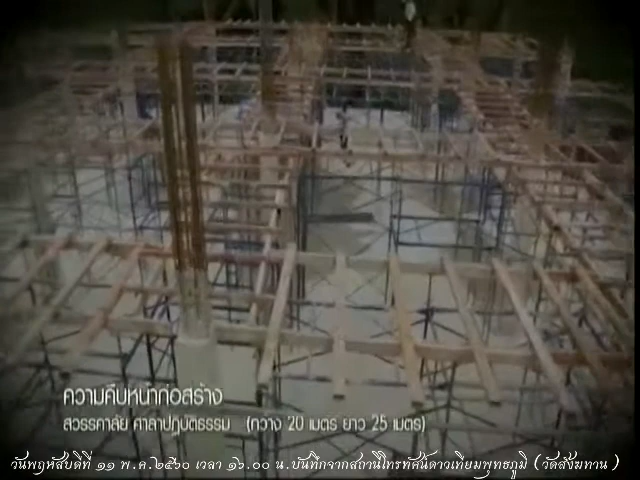 ความคืบหน้าก่อสร้าง
สวรรคาลัย ศาลาปฏิบัติธรรม (กว้าง 20 เมตร ยาว 25 เมตร)
วันพฤหัสบดีที่ ๑๑ พ.ค.๒๕๖๐ เวลา ๑๖.๐๐ น.บันทึกจากสถานีโทรทัศน์ดาวเทียมพุทธภูมิ ( วัดสังฆทาน )